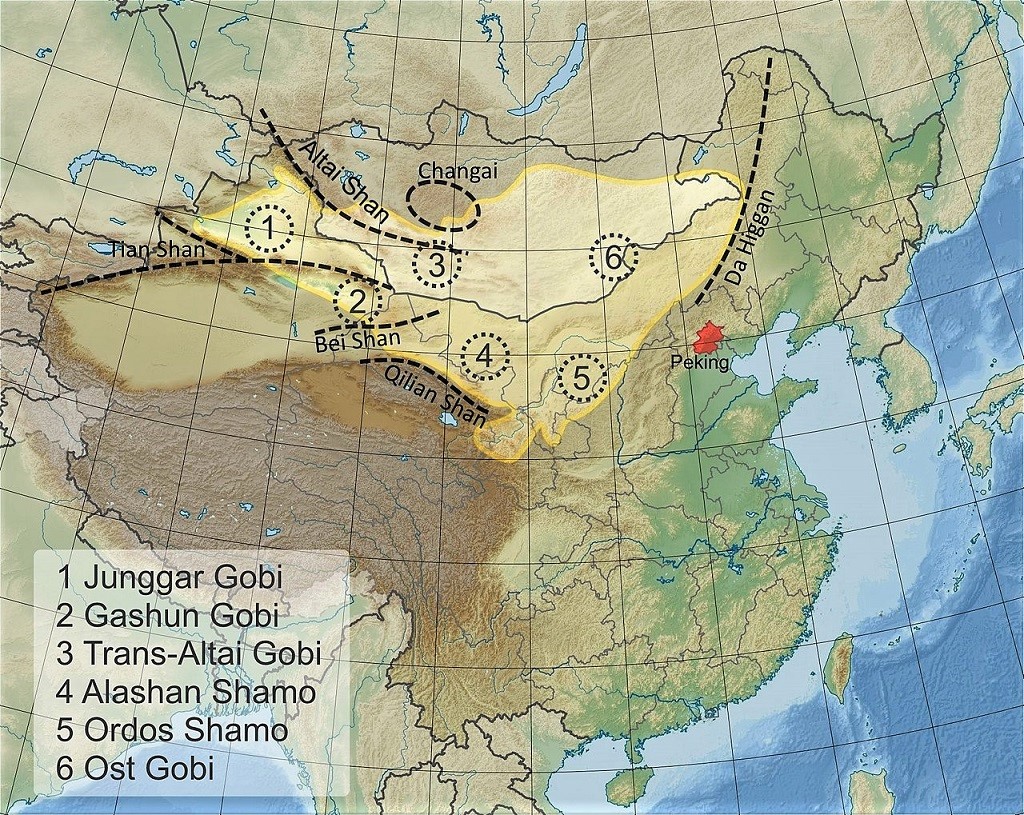 Altai Shan
Changai
1
Tian Shan
3
6
Da Higgan
2
Bei Shan
Peking
4
Qilian Shan
5
1 Junggar Gobi
2 Gashun Gobi
3 Trans-Altai Gobi
4 Alashan Shamo
5 Ordos Shamo
6 Ost Gobi